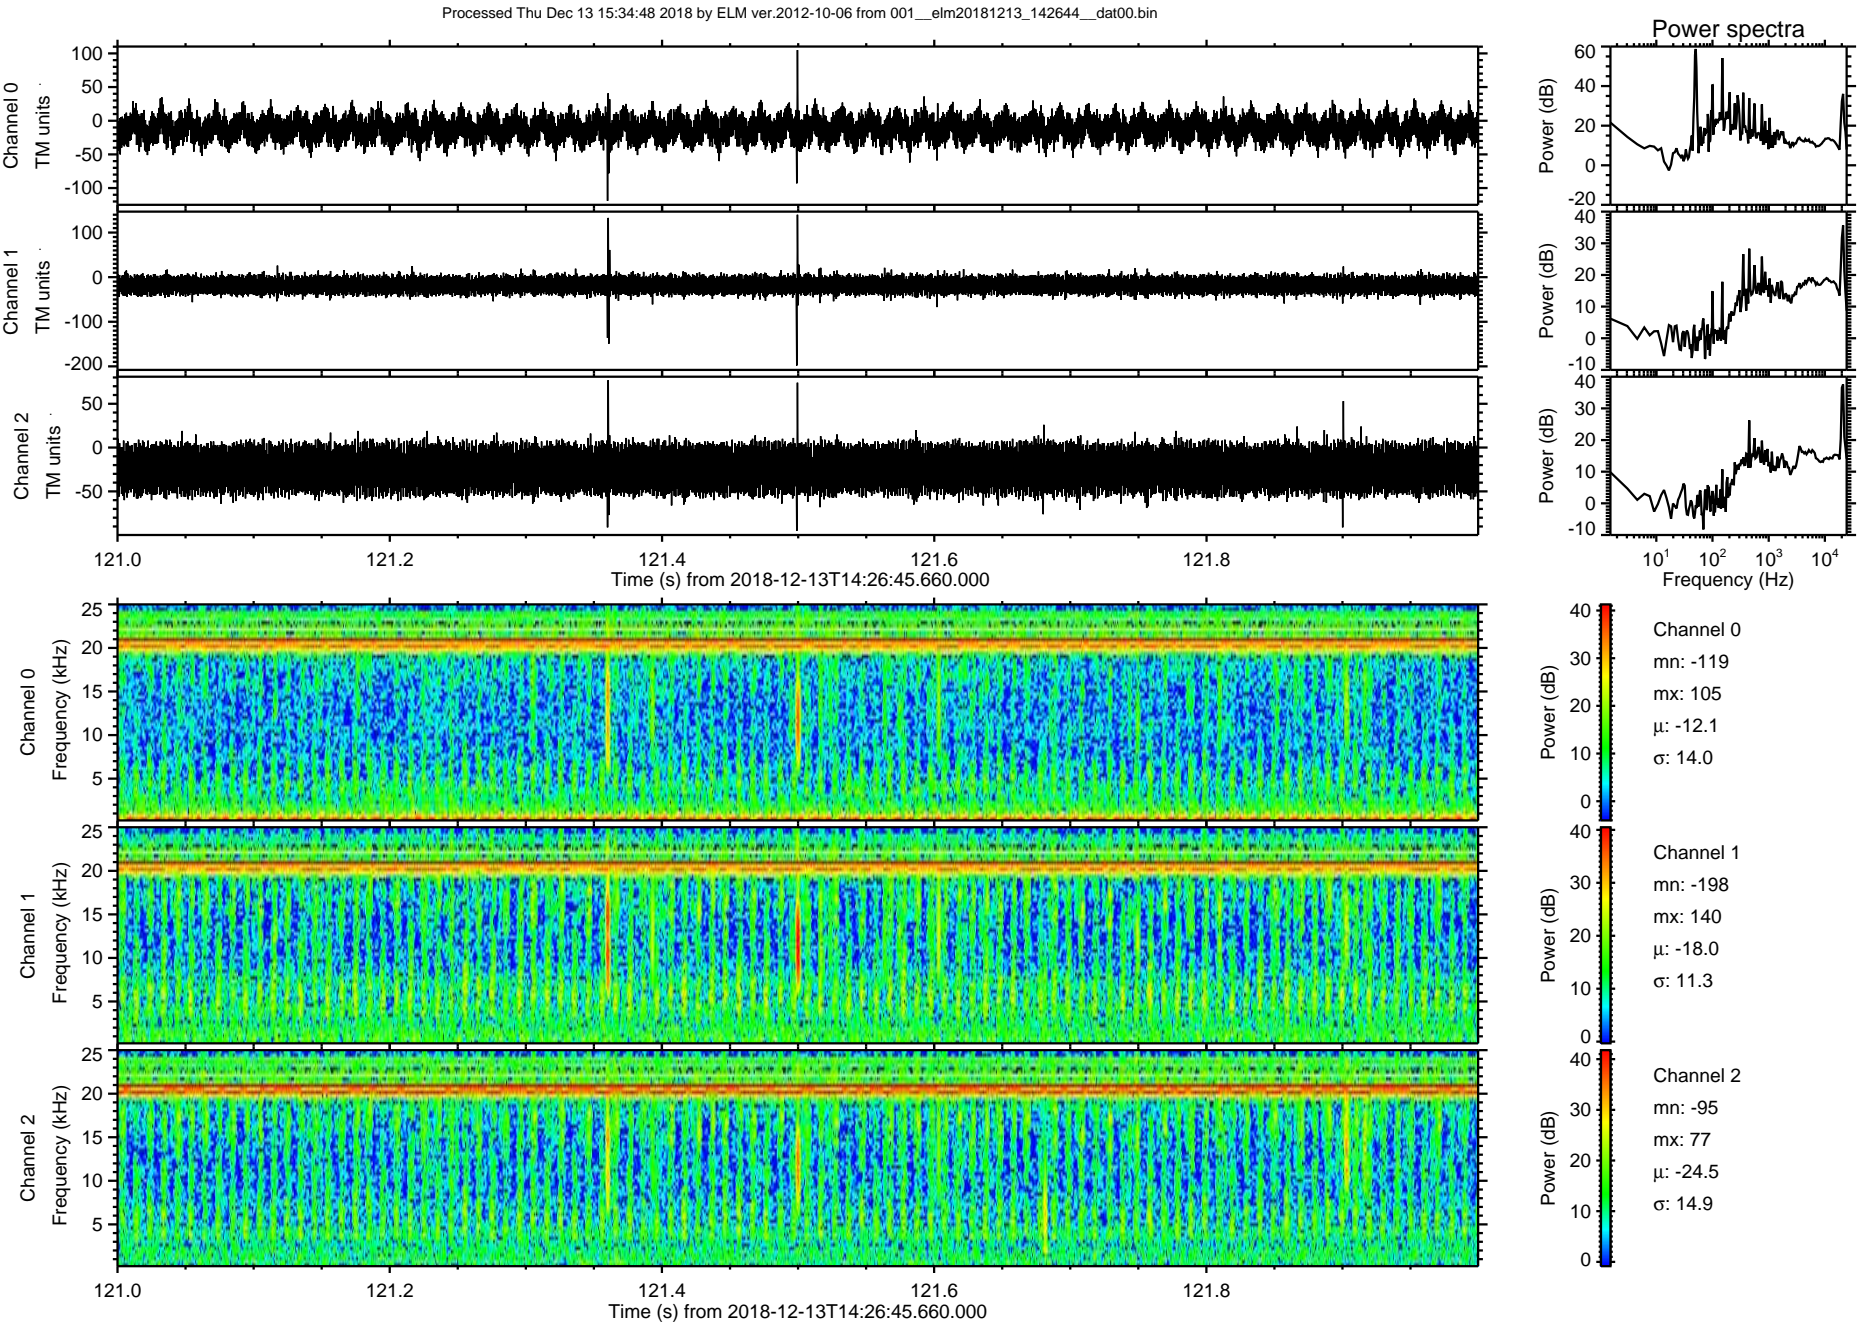 Processed Thu Dec 13 15:34:48 2018 by ELM ver.2012-10-06 from 001__elm20181213_142644__dat00.bin
Power spectra
Channel 0
TM units
100
50
0
-50
-100
Power (dB)
60
40
20
0
-20
Channel 1
TM units
100
0
-100
-200
Power (dB)
40
30
20
10
0
-10
Channel 2
TM units
50
0
-50
Power (dB)
40
30
20
10
0
-10
121.0 121.2 121.4 121.6 121.8
Time (s) from 2018-12-13T14:26:45.660.000
10^1 10^2 10^3 10^4
Frequency (Hz)
Channel 0
Frequency (kHz)
25
20
15
10
5
Power (dB)
40
30
20
10
0
Channel 0
mn: -119
mx: 105
µ: -12.1
σ: 14.0
Channel 1
Frequency (kHz)
25
20
15
10
5
Power (dB)
40
30
20
10
0
Channel 1
mn: -198
mx: 140
µ: -18.0
σ: 11.3
Channel 2
Frequency (kHz)
25
20
15
10
5
Power (dB)
40
30
20
10
0
Channel 2
mn: -95
mx: 77
µ: -24.5
σ: 14.9
121.0 121.2 121.4 121.6 121.8
Time (s) from 2018-12-13T14:26:45.660.000